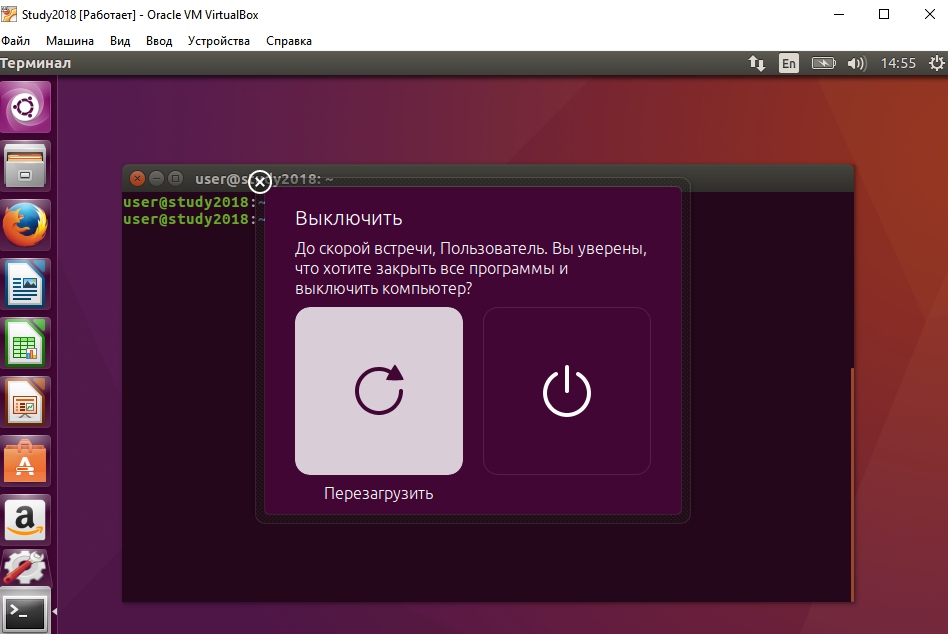 Study2018 [Работает] - Oracle VM VirtualBox
Файл Машина Вид Ввод Устройства Справка
Терминал En 14:55
user@study2018: ~
user@study2018:~
user@study2018:~
Выключить
До скорой встречи, Пользователь. Вы уверены,
что хотите закрыть все программы и
выключить компьютер?
Перезагрузить